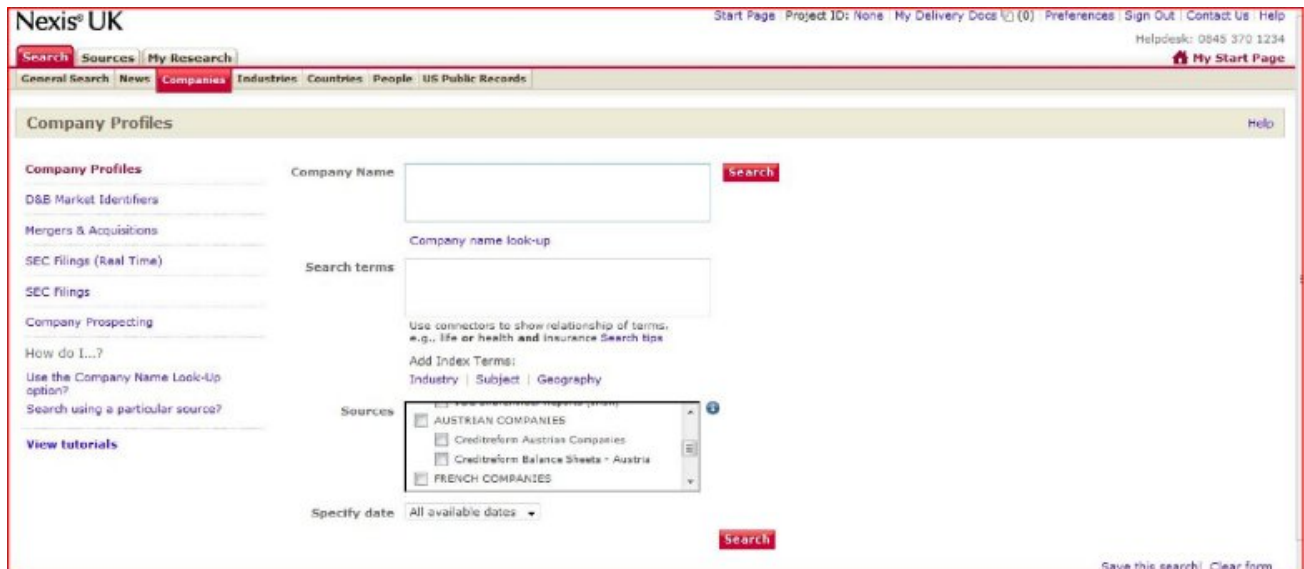 Nexis® UK
Start Page | Project ID: None | My Delivery Docs (0) | Preferences | Sign Out | Contact Us | Help
Helpdesk: 0845 370 1234
Search Sources My Research
My Start Page
General Search News Companies Industries Countries People US Public Records
Company Profiles
Help
Company Profiles
D&B Market Identifiers
Mergers & Acquisitions
SEC Filings (Real Time)
SEC Filings
Company Prospecting
How do I...?
Use the Company Name Look-Up
option?
Search using a particular source?
View tutorials
Company Name
Search
Company name look-up
Search terms
Use connectors to show relationship of terms.
e.g., life or health and insurance Search tips
Add Index Terms:
Industry | Subject | Geography
Sources
AUSTRIAN COMPANIES
Creditreform Austrian Companies
Creditreform Balance Sheets - Austria
FRENCH COMPANIES
Specify date All available dates
Search
Save this search| Clear form